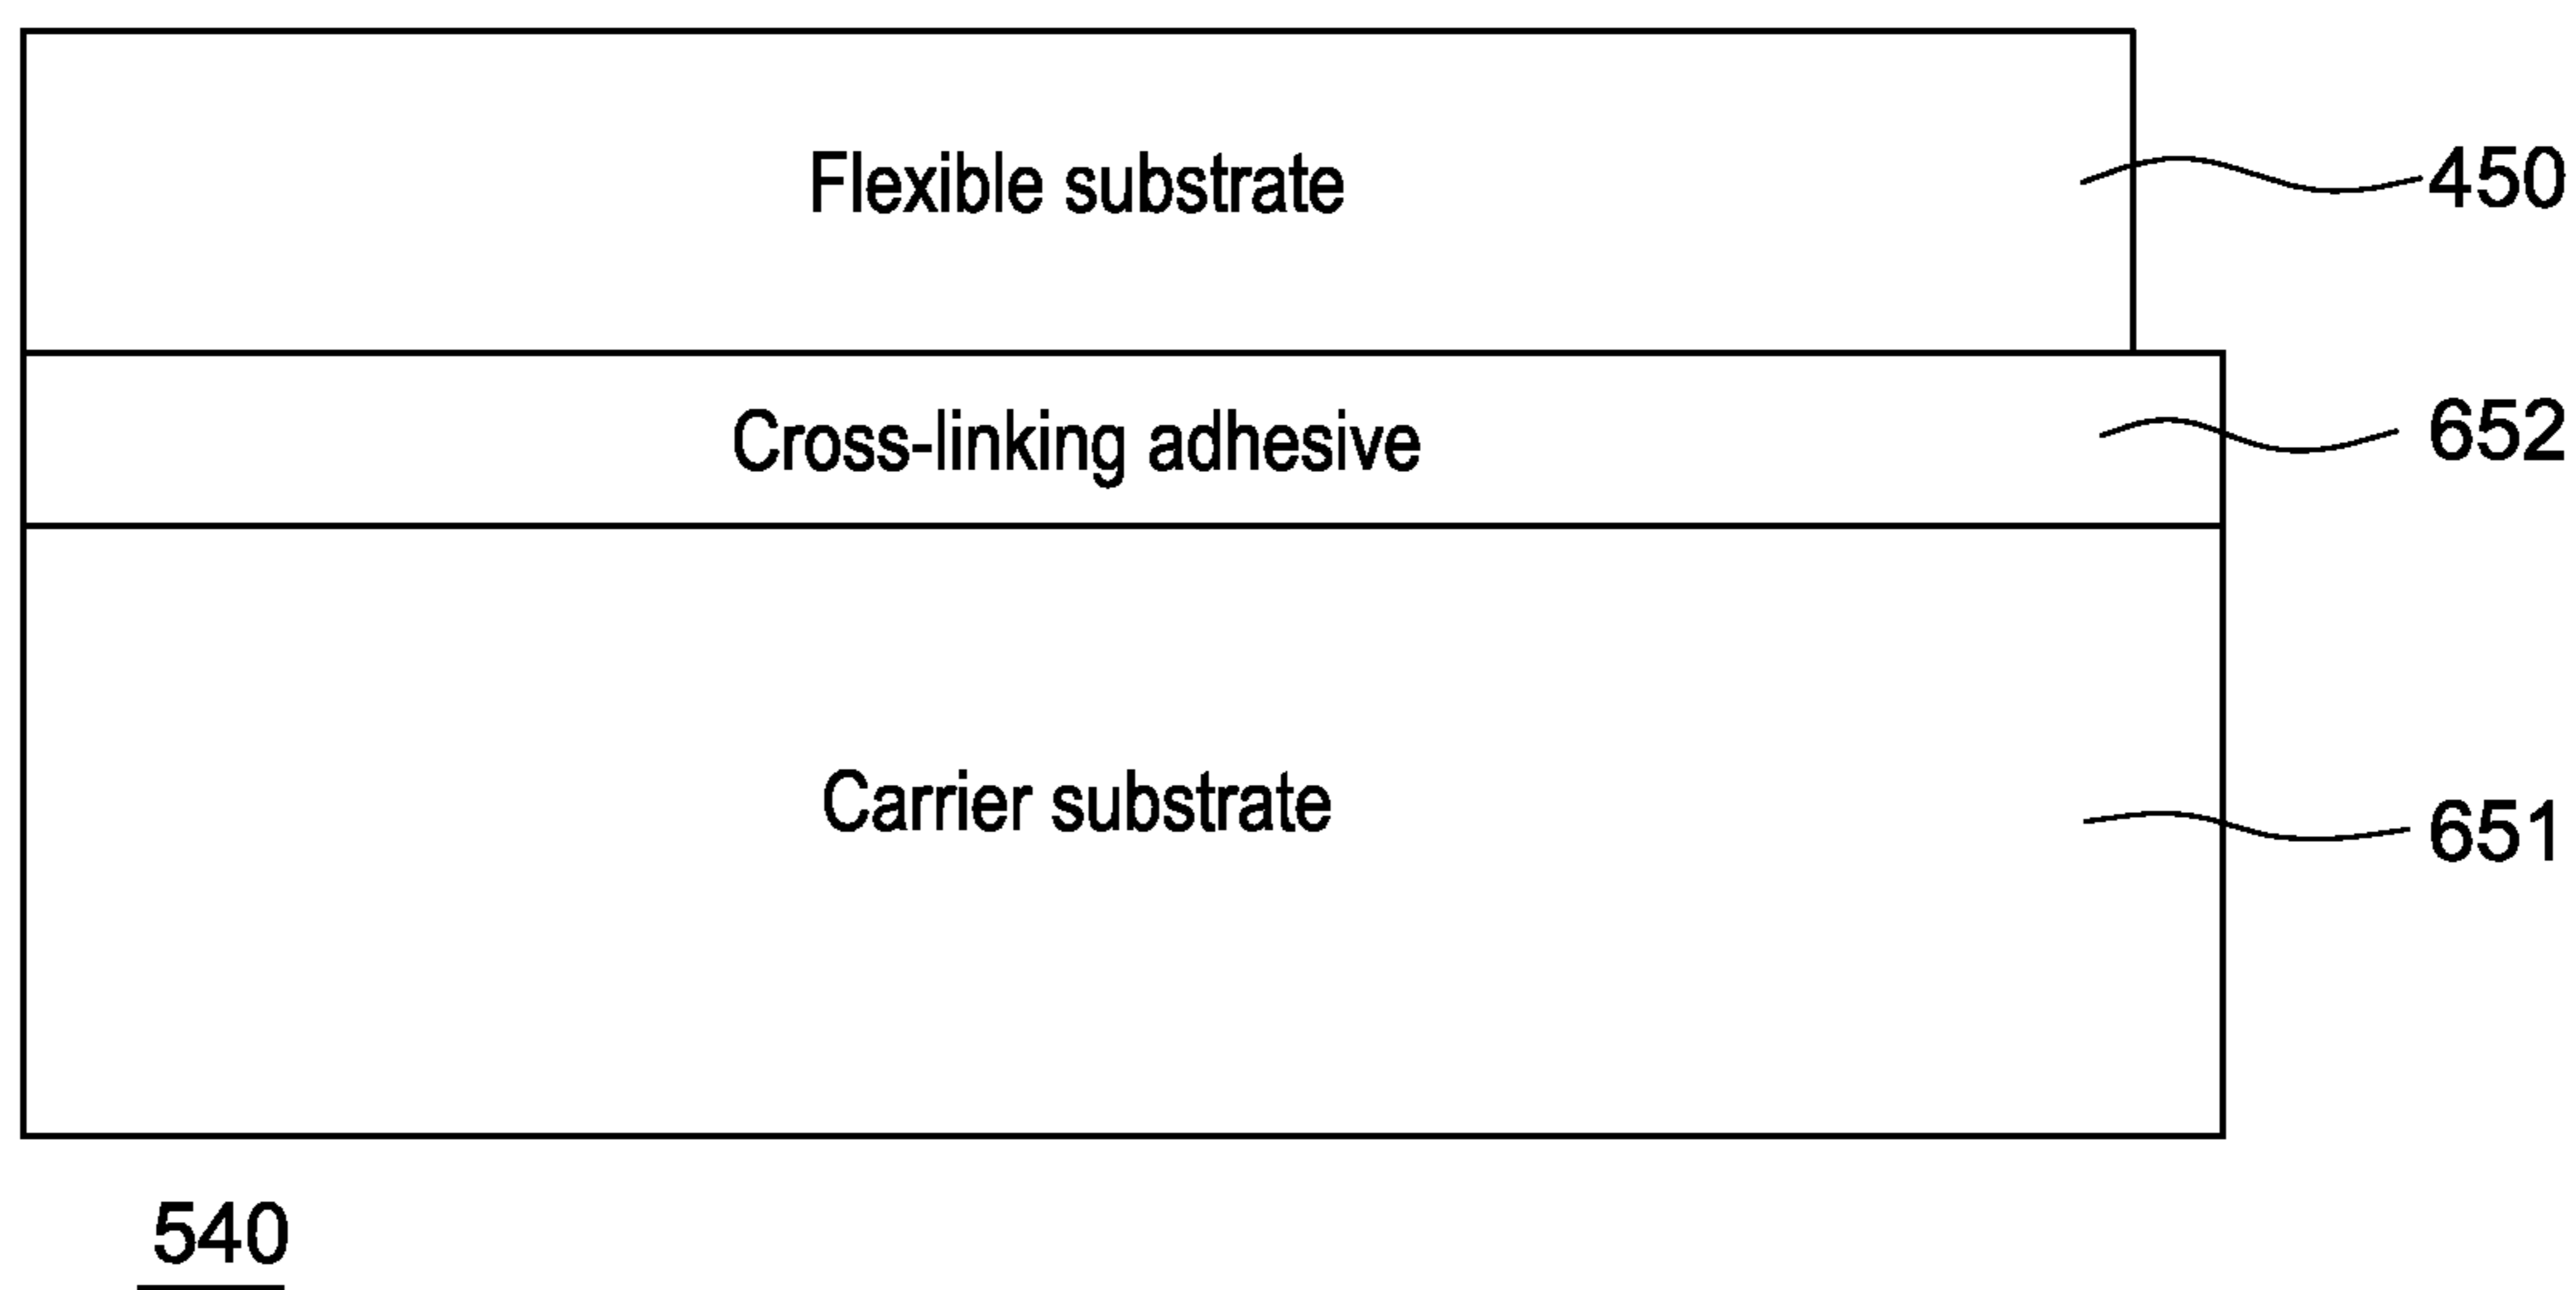 Flexible substrate
450
Cross-linking adhesive
652
Carrier substrate
651
540